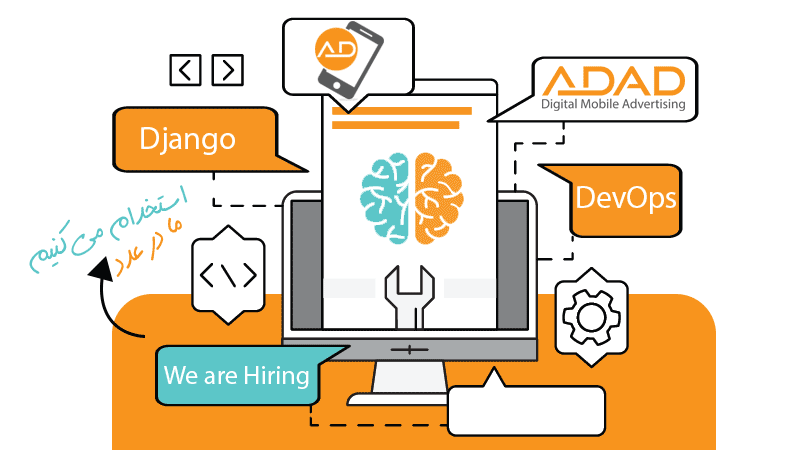 AD
ADAD
Digital Mobile Advertising
Django
DevOps
ما در عدد
استخدام می کنیم
We are Hiring